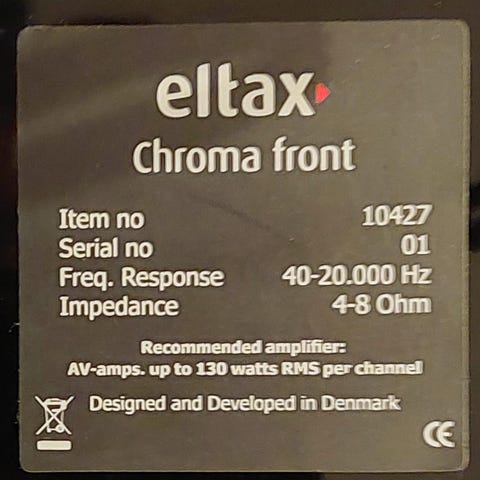 eltax
Chroma front
Item no 10427
Serial no 01
Freq. Response 40-20.000 Hz
Impedance 4-8 Ohm
Recommended amplifier:
AV-amps. up to 130 watts RMS per channel
Designed and Developed in Denmark
CE